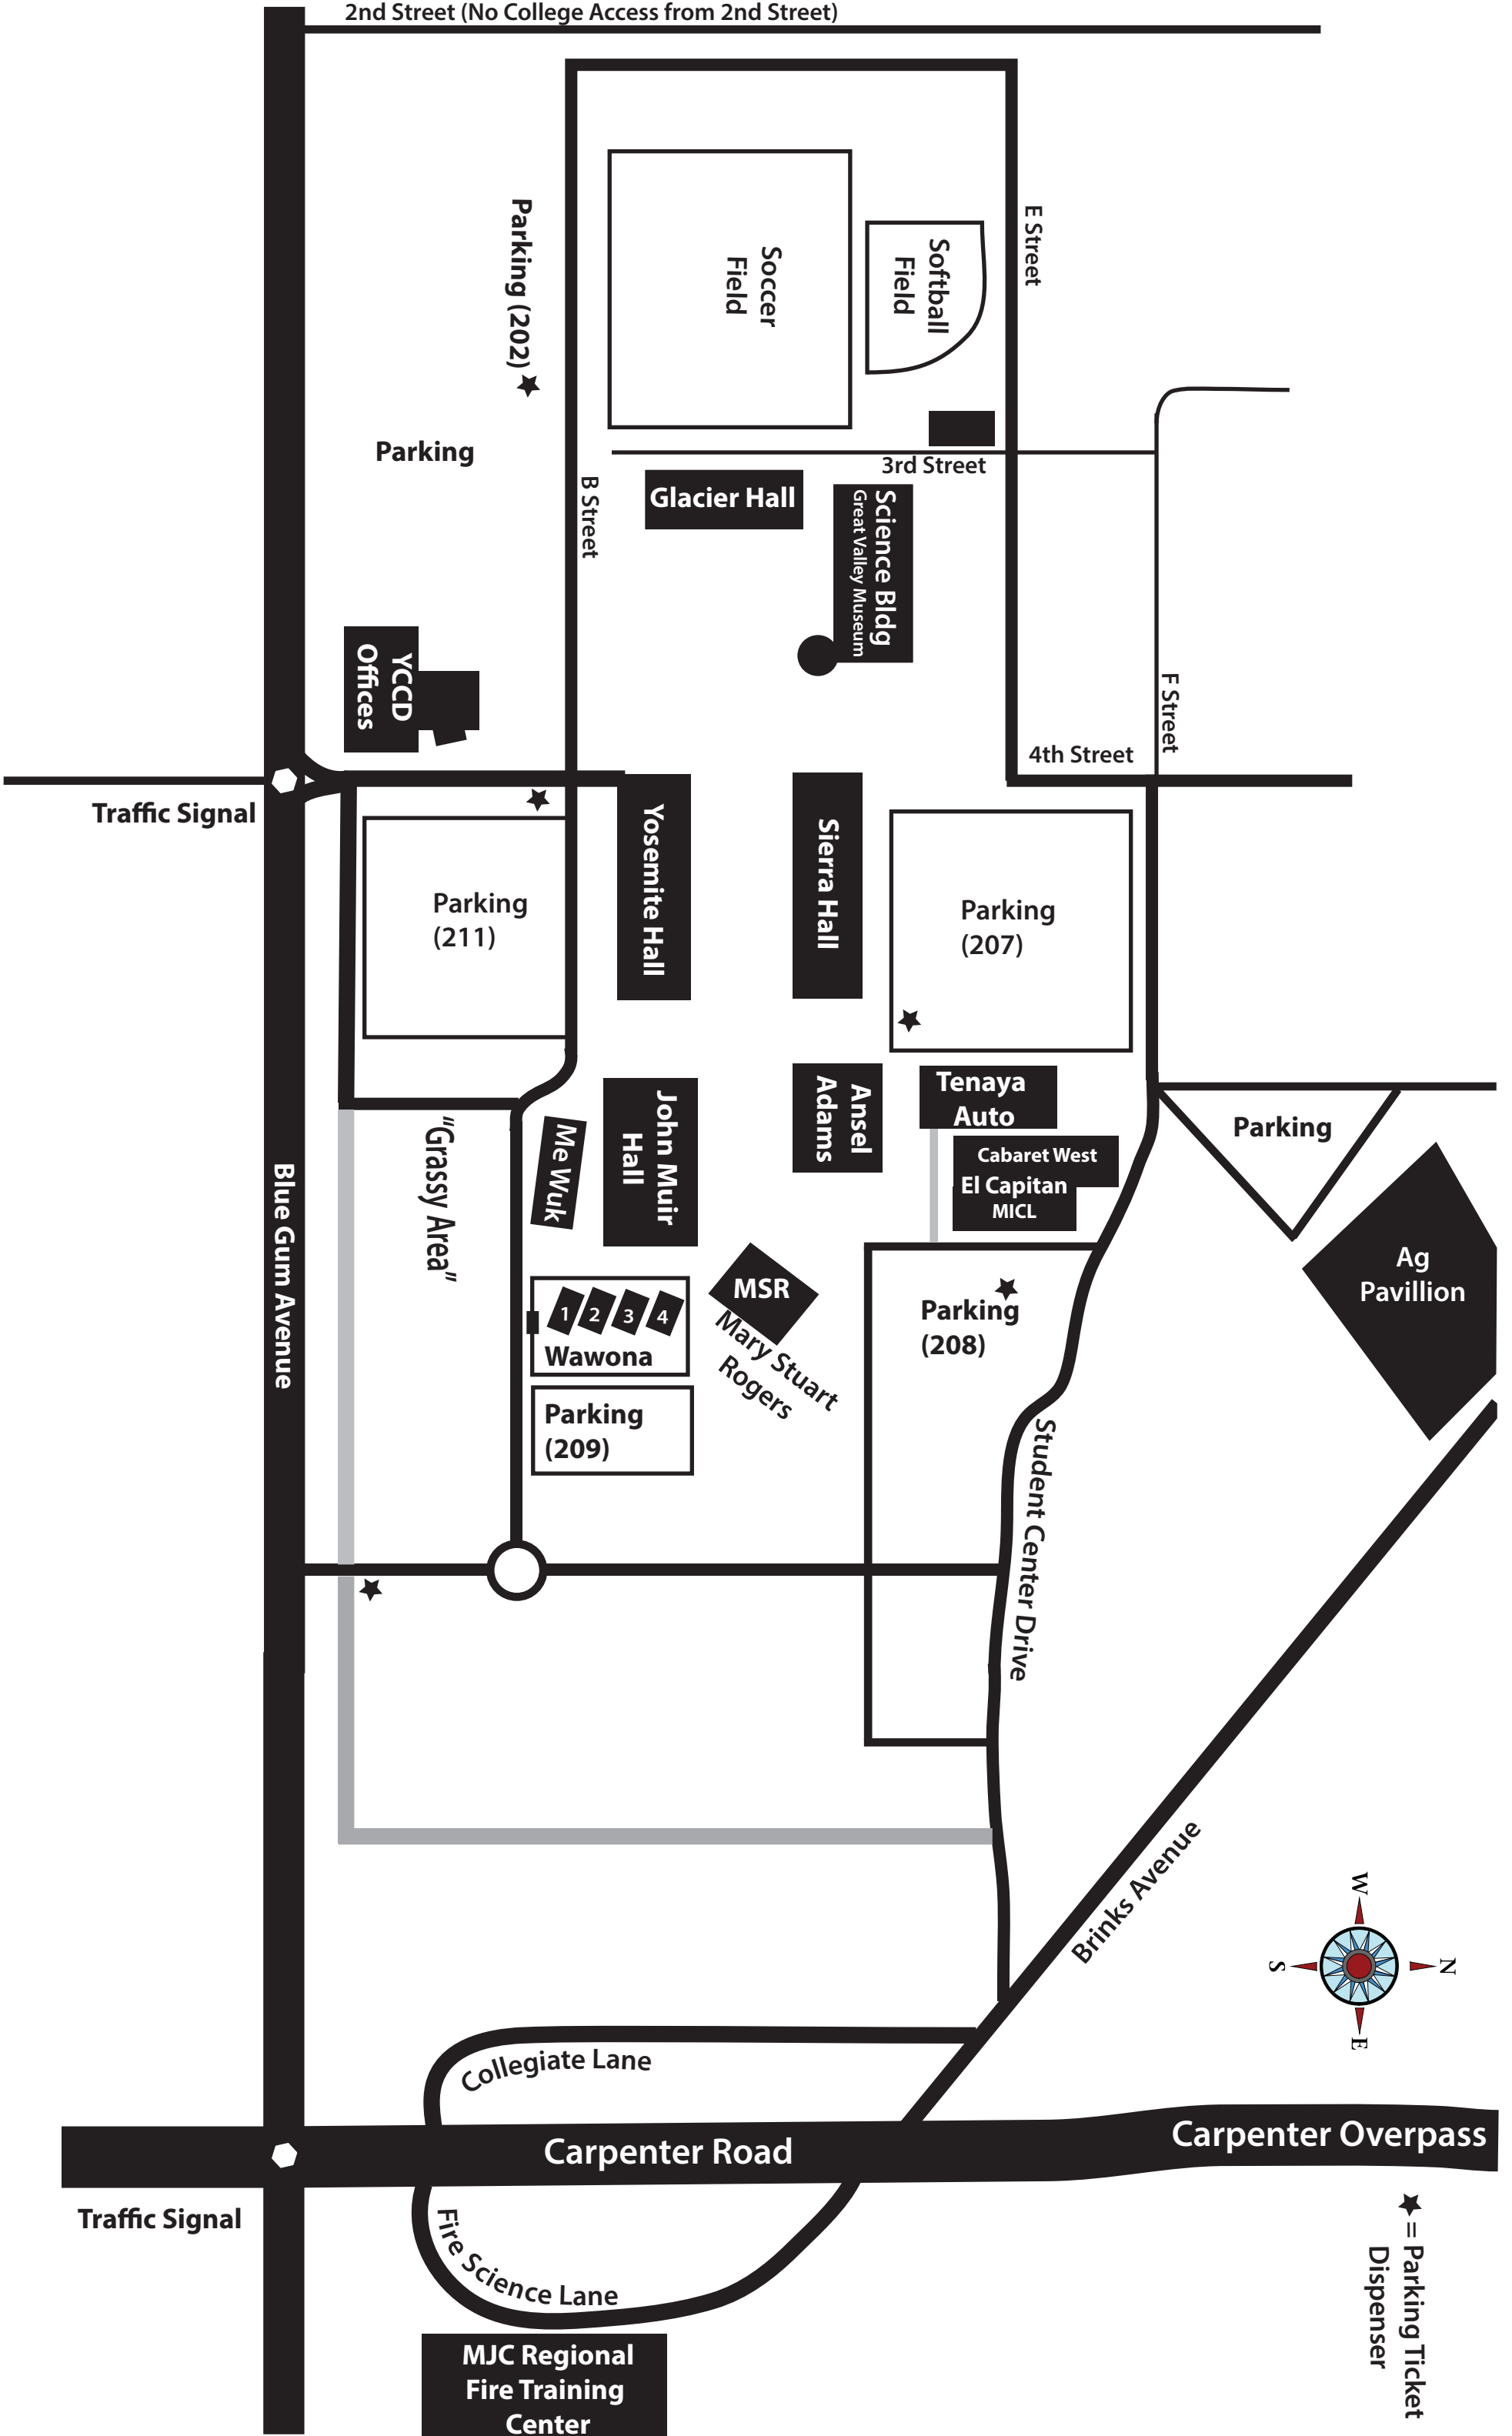 2nd Street (No College Access from 2nd Street)
Parking (202)
Soccer
Field
Softball
Field
E Street
Parking
3rd Street
B Street
Glacier Hall
Science Bldg
Great Valley Museum
YCCD
Offices
F Street
4th Street
Traffic Signal
Yosemite Hall
Sierra Hall
Parking
(211)
Parking
(207)
Tenaya
Auto
Ansel
Adams
John Muir
Hall
Me Wuk
"Grassy Area"
Cabaret West
El Capitan
MICL
Parking
Blue Gum Avenue
Ag
Pavillion
MSR
Mary Stuart
Rogers
1
2
3
4
Wawona
Parking
(208)
Parking
(209)
Student Center Drive
Brinks Avenue
W
N
S
E
Collegiate Lane
Carpenter Road
Carpenter Overpass
Traffic Signal
Fire Science Lane
= Parking Ticket
Dispenser
MJC Regional
Fire Training
Center